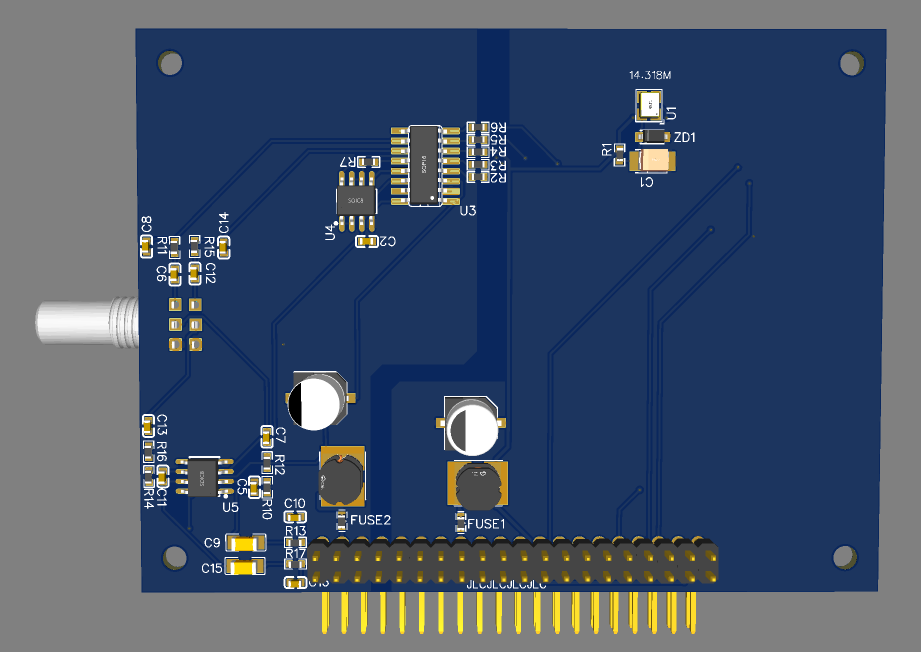 14.318M
U1
ZD1
R1
C1
R6
R5
R4
R3
R2
SOP16
U3
R7
SOIC8
U4
C2
C8
R11
R15
C14
C6
C12
C13
R16
C11
R14
SOIC8
U5
C7
R12
C5
R10
C10
R13
C9
R17
C15
FUSE2
FUSE1
JLCJLCJLCJLC